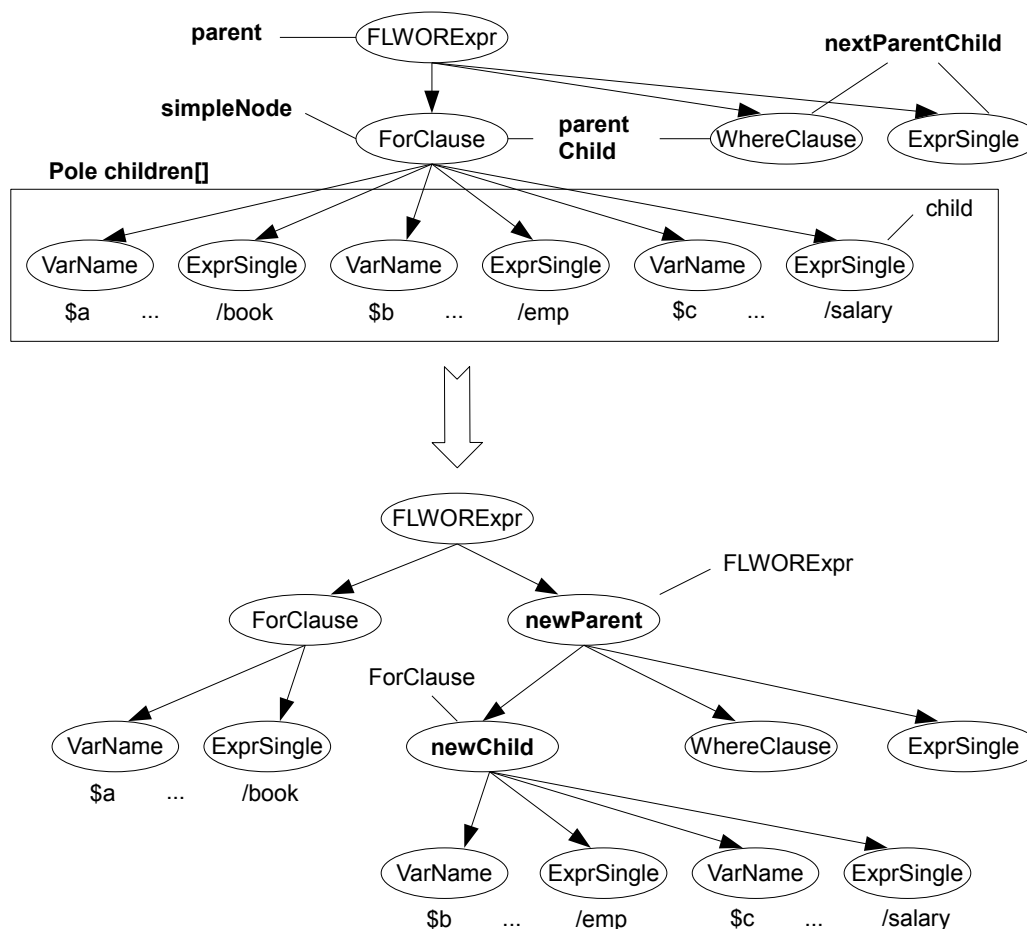 parent
FLWORExpr
nextParentChild
simpleNode
ForClause
parent
Child
WhereClause
ExprSingle
Pole children[]
child
VarName
ExprSingle
VarName
ExprSingle
VarName
ExprSingle
$a ... /book $b ... /emp $c ... /salary
FLWORExpr
FLWORExpr
ForClause
newParent
ForClause
VarName
ExprSingle
newChild
WhereClause
ExprSingle
$a ... /book
VarName
ExprSingle
VarName
ExprSingle
$b ... /emp $c ... /salary